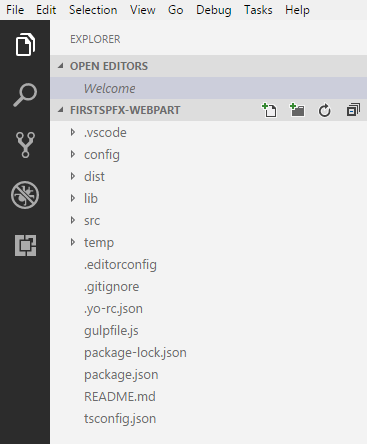 File Edit Selection View Go Debug Tasks Help
EXPLORER
OPEN EDITORS
Welcome
FIRSTSPFX-WEBPART
.vscode
config
dist
lib
src
temp
.editorconfig
.gitignore
.yo-rc.json
gulpfile.js
package-lock.json
package.json
README.md
tsconfig.json